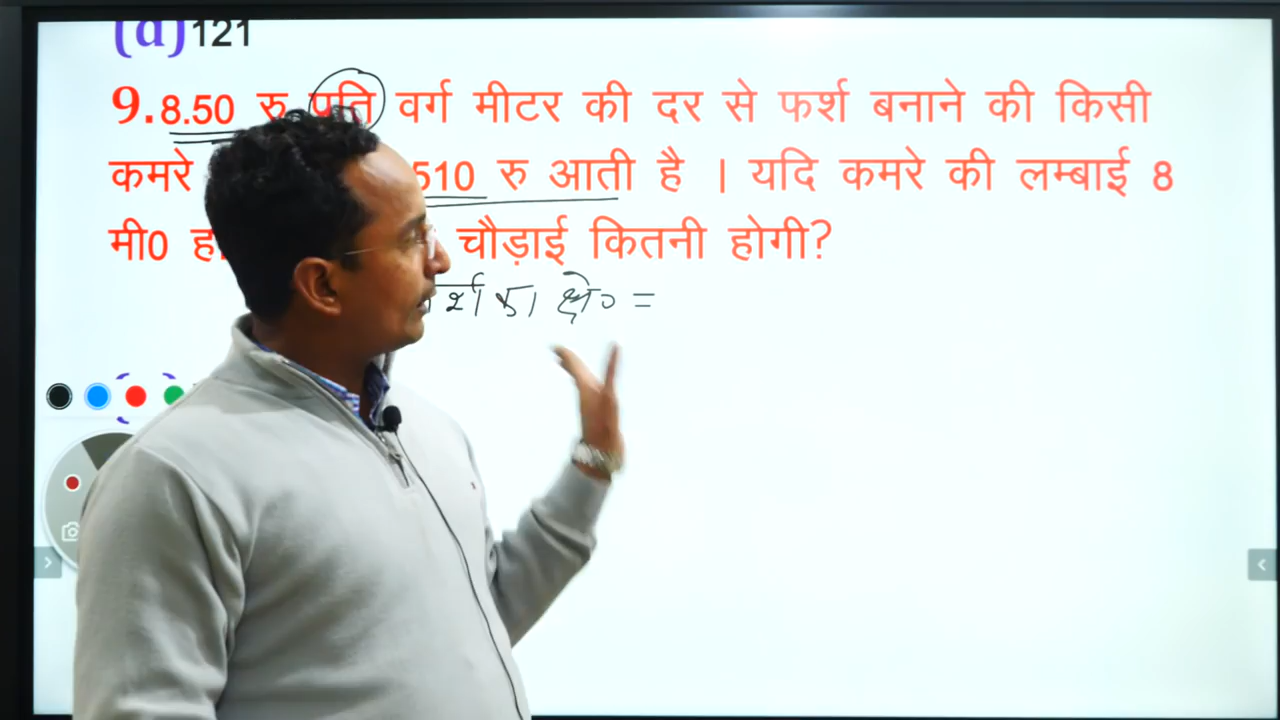 (d) 121
9. 8.50 रु प्रति वर्ग मीटर की दर से फर्श बनाने की किसी
कमरे 510 रु आती है । यदि कमरे की लम्बाई 8
मी0 चौड़ाई कितनी होगी?
का क्षे० =